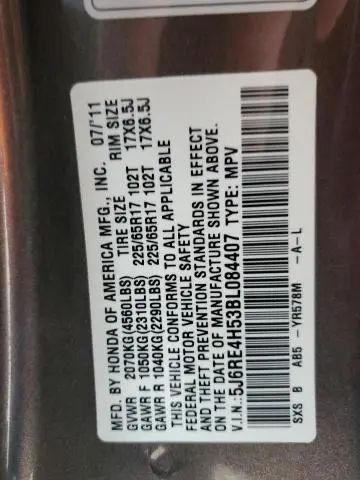 MFD. BY HONDA OF AMERICA MFG., INC. 07/'11
GVWR 2070KG(4560LBS) TIRE SIZE RIM SIZE
GAWR F 1050KG(2310LBS) 225/65R17 102T 17X6.5J
GAWR R 1040KG(2290LBS) 225/65R17 102T 17X6.5J
THIS VEHICLE CONFORMS TO ALL APPLICABLE
FEDERAL MOTOR VEHICLE SAFETY
AND THEFT PREVENTION STANDARDS IN EFFECT
ON THE DATE OF MANUFACTURE SHOWN ABOVE.
V.I.N.: 5J6RE4H53BL084407 TYPE: MPV
SXS B AB5 -YR578M -A-L